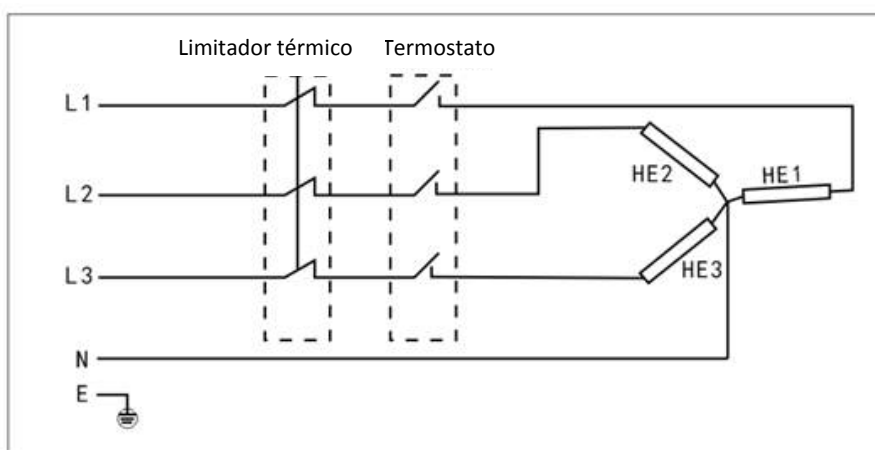 Limitador térmico Termostato
L1
HE2
HE1
L2
HE3
L3
N
E